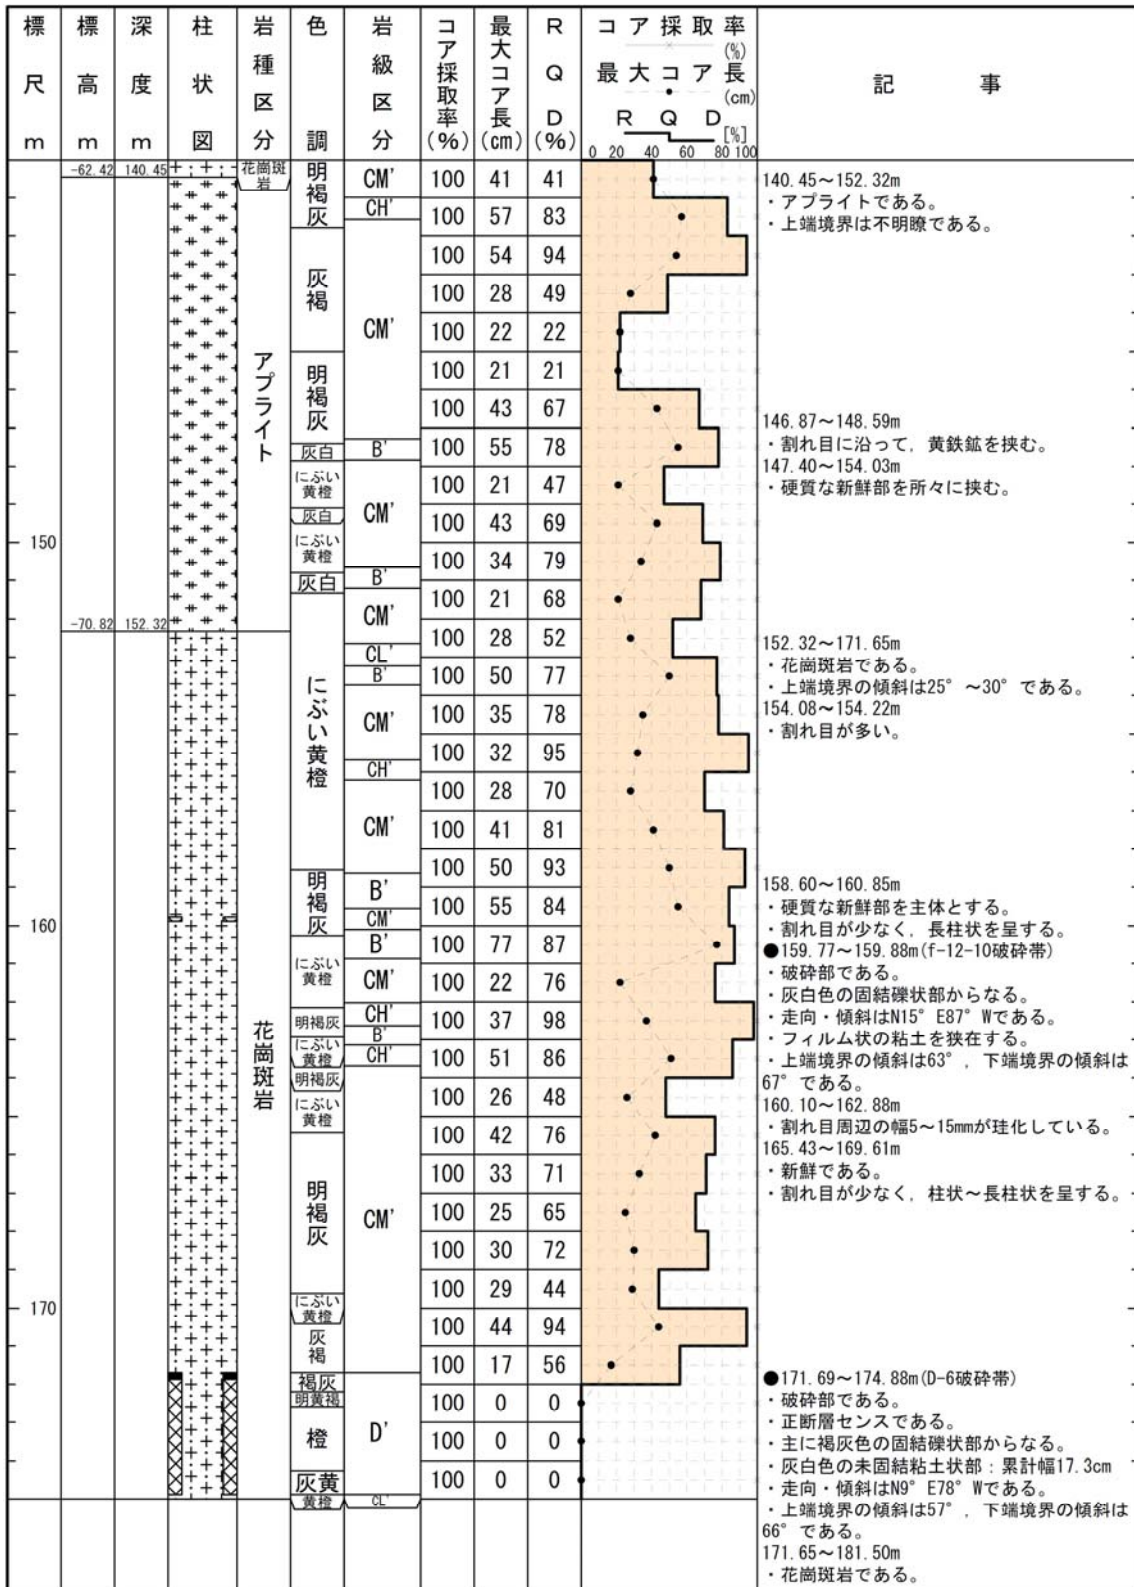 標尺 m
標高 m
深度 m
柱状図
岩種区分
色調
岩級区分
コア採取率(%)
最大コア長(cm)
RQD(%)
コア採取率(%)
最大コア長(cm)
RQD[%]
0 20 40 60 80 100
記事
-62.42 140.45
花崗斑岩
アプライト
-70.82 152.32
花崗斑岩
150
160
170
明褐灰
灰褐
明褐灰
灰白
にぶい黄橙
灰白
にぶい黄橙
灰白
にぶい黄橙
明褐灰
にぶい黄橙
明褐灰
にぶい黄橙
明褐灰
にぶい黄橙
明褐灰
にぶい黄橙
灰褐
褐灰
明黄褐
橙
灰黄
黄橙
CM'
CH'
CM'
B'
CM'
B'
CM'
CL'
B'
CM'
CH'
CM'
B'
CM'
B'
CM'
CH'
B'
CH'
CM'
D'
CL'
100 41 41
100 57 83
100 54 94
100 28 49
100 22 22
100 21 21
100 43 67
100 55 78
100 21 47
100 43 69
100 34 79
100 21 68
100 28 52
100 50 77
100 35 78
100 32 95
100 28 70
100 41 81
100 50 93
100 55 84
100 77 87
100 22 76
100 37 98
100 51 86
100 26 48
100 42 76
100 33 71
100 25 65
100 30 72
100 29 44
100 44 94
100 17 56
100 0 0
100 0 0
100 0 0
140.45～152.32m
・アプライトである。
・上端境界は不明瞭である。
146.87～148.59m
・割れ目に沿って，黄鉄鉱を挟む。
147.40～154.03m
・硬質な新鮮部を所々に挟む。
152.32～171.65m
・花崗斑岩である。
・上端境界の傾斜は25°～30°である。
154.08～154.22m
・割れ目が多い。
158.60～160.85m
・硬質な新鮮部を主体とする。
・割れ目が少なく，長柱状を呈する。
●159.77～159.88m(f-12-10破砕帯)
・破砕部である。
・灰白色の固結礫状部からなる。
・走向・傾斜はN15°E87°Wである。
・フィルム状の粘土を狭在する。
・上端境界の傾斜は63°，下端境界の傾斜は
67°である。
160.10～162.88m
・割れ目周辺の幅5～15mmが珪化している。
165.43～169.61m
・新鮮である。
・割れ目が少なく，柱状～長柱状を呈する。
●171.69～174.88m(D-6破砕帯)
・破砕部である。
・正断層センスである。
・主に褐灰色の固結礫状部からなる。
・灰白色の未固結粘土状部：累計幅17.3cm
・走向・傾斜はN9°E78°Wである。
・上端境界の傾斜は57°，下端境界の傾斜は
66°である。
171.65～181.50m
・花崗斑岩である。